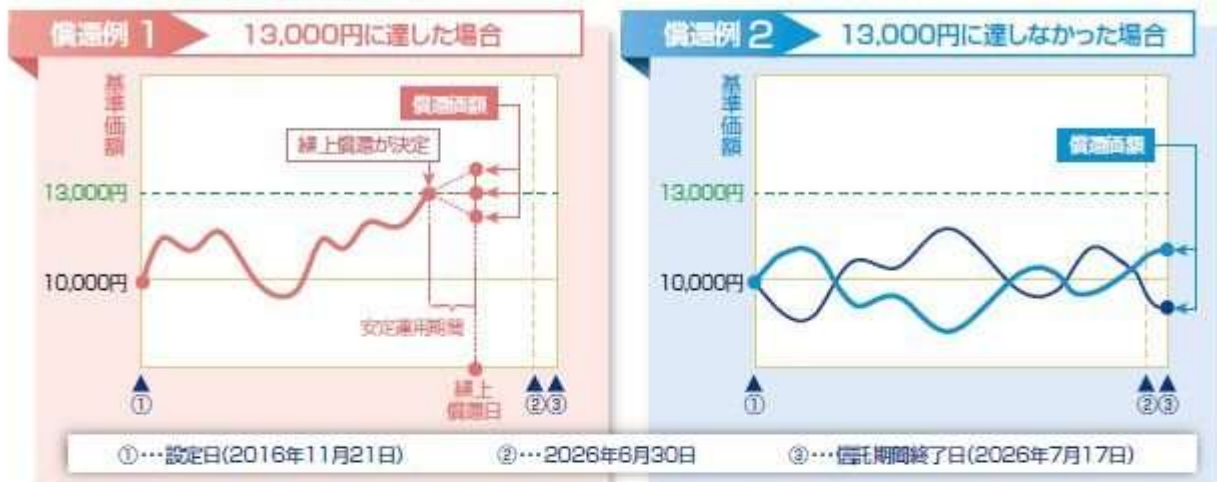 償還例 1 13,000円に達した場合
基準価額
償還価額
繰上償還が決定
13,000円
10,000円
安定運用期間
①
繰上
償還日
②③
償還例 2 13,000円に達しなかった場合
基準価額
償還価額
13,000円
10,000円
①
②③
①…設定日(2016年11月21日) ②…2026年6月30日 ③…信託期間終了日(2026年7月17日)